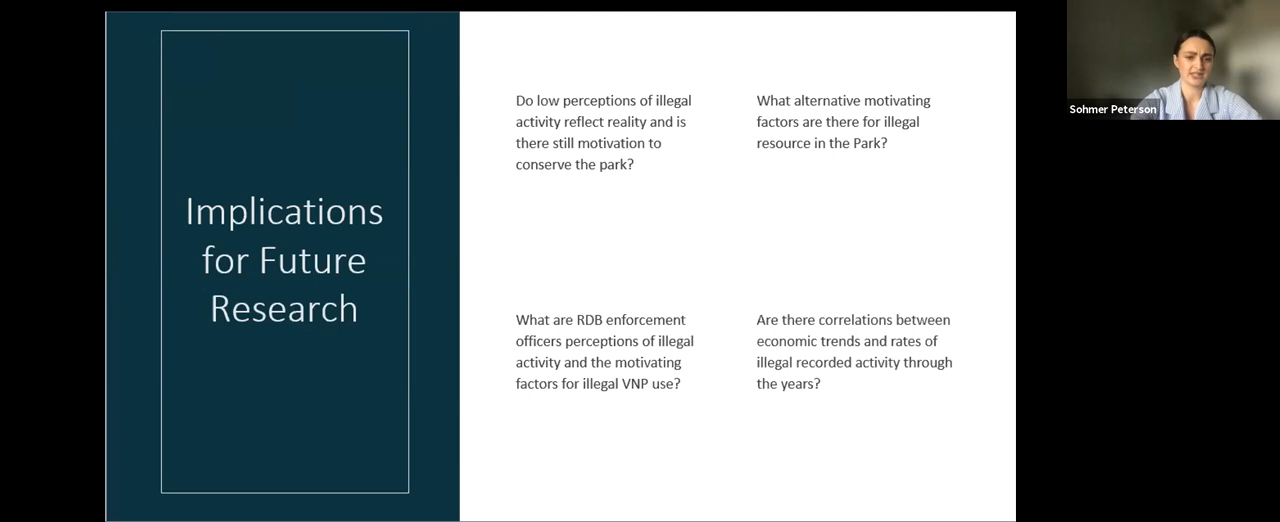 Implications
for Future
Research
Do low perceptions of illegal
activity reflect reality and is
there still motivation to
conserve the park?
What alternative motivating
factors are there for illegal
resource in the Park?
What are RDB enforcement
officers perceptions of illegal
activity and the motivating
factors for illegal VNP use?
Are there correlations between
economic trends and rates of
illegal recorded activity through
the years?
Sohmer Peterson